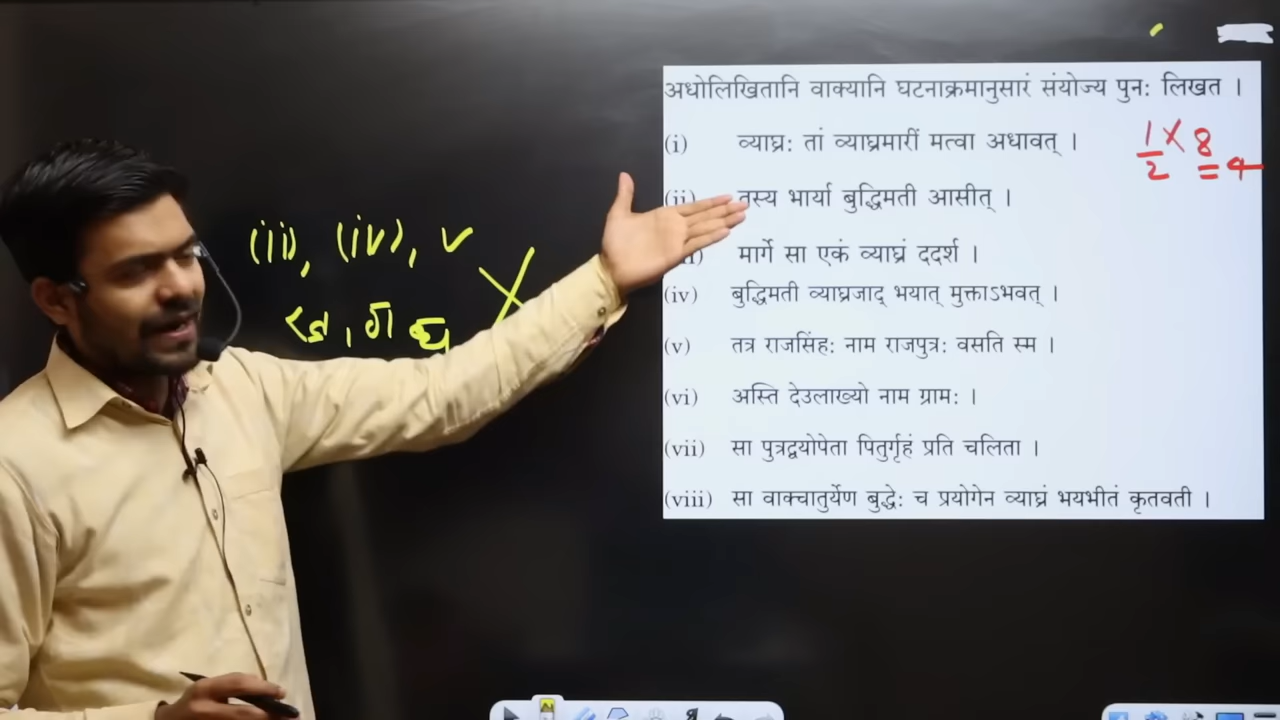 अधोलिखितानि वाक्यानि घटनाक्रमानुसारं संयोज्य पुनः लिखत ।
(i) व्याघ्रः तां व्याघ्रमारीं मत्वा अधावत् ।
(ii) तस्य भार्या बुद्धिमती आसीत् ।
मार्गे सा एकं व्याघ्रं ददर्श ।
(iv) बुद्धिमती व्याघ्रजाद् भयात् मुक्ताऽभवत् ।
(v) तत्र राजसिंहः नाम राजपुत्रः वसति स्म ।
(vi) अस्ति देउलाख्यो नाम ग्रामः ।
(vii) सा पुत्रद्वयोपेता पितुर्गृहं प्रति चलिता ।
(viii) सा वाक्चातुर्येण बुद्धेः च प्रयोगेन व्याघ्रं भयभीतं कृतवती ।
1/2 × 8 = 4
(ii), (iv), v